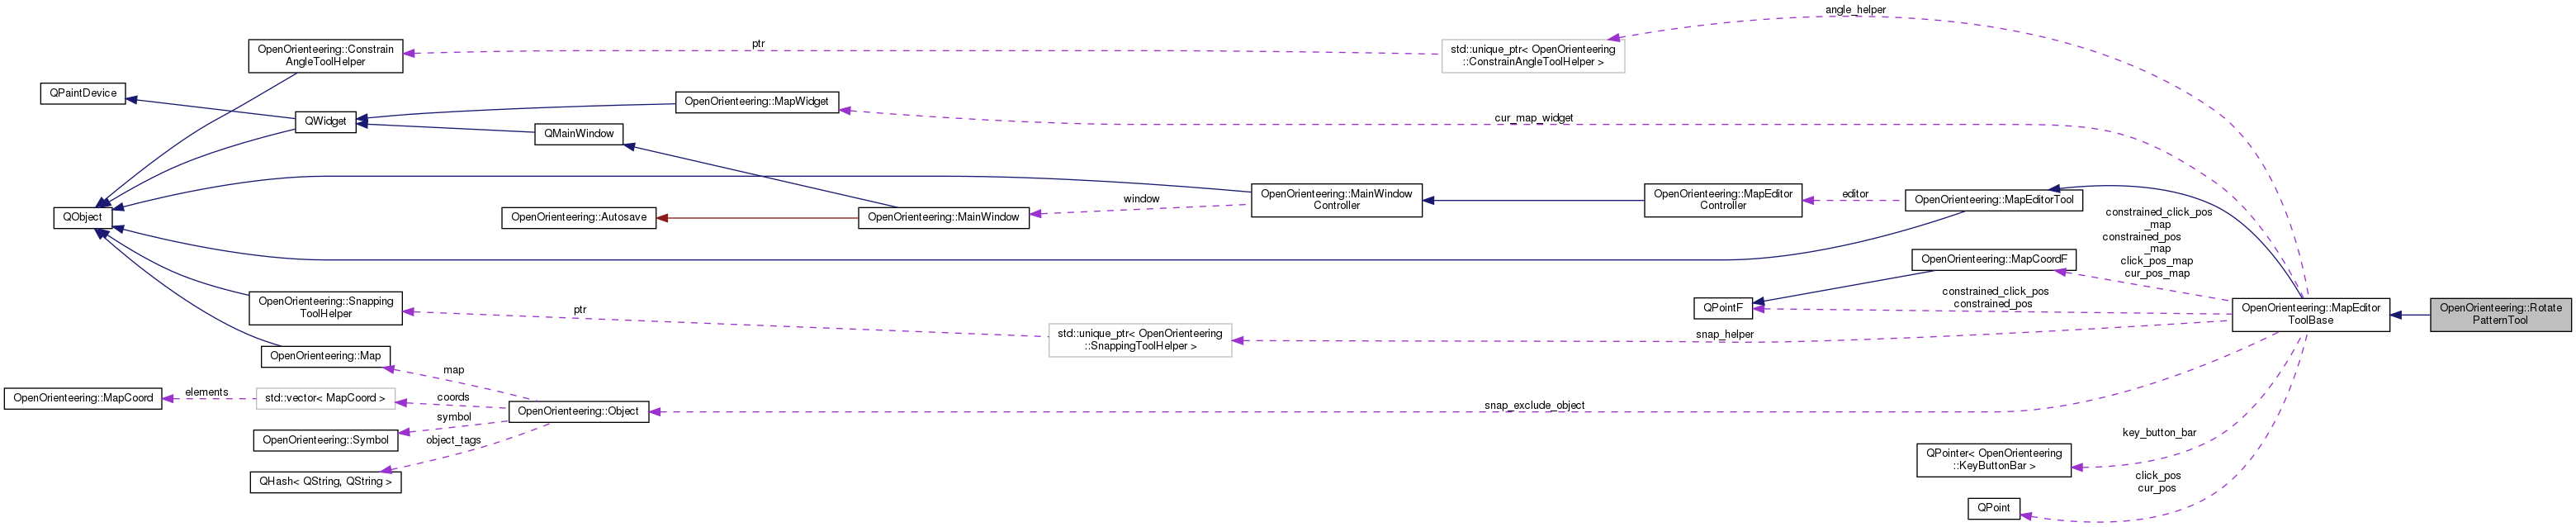 angle_helper
OpenOrienteering::Constrain
AngleToolHelper
ptr
std::unique_ptr< OpenOrienteering
::ConstrainAngleToolHelper >
QPaintDevice
QWidget
OpenOrienteering::MapWidget
cur_map_widget
QMainWindow
QObject
OpenOrienteering::Autosave
OpenOrienteering::MainWindow
window
OpenOrienteering::MainWindow
Controller
OpenOrienteering::MapEditor
Controller
editor
OpenOrienteering::MapEditorTool
constrained_click_pos
_map
constrained_pos
_map
click_pos_map
cur_pos_map
OpenOrienteering::MapCoordF
QPointF
constrained_click_pos
constrained_pos
OpenOrienteering::MapEditor
ToolBase
OpenOrienteering::Rotate
PatternTool
OpenOrienteering::Snapping
ToolHelper
ptr
std::unique_ptr< OpenOrienteering
::SnappingToolHelper >
snap_helper
OpenOrienteering::Map
map
OpenOrienteering::MapCoord
elements
std::vector< MapCoord >
coords
OpenOrienteering::Object
snap_exclude_object
symbol
OpenOrienteering::Symbol
object_tags
QHash< QString, QString >
key_button_bar
QPointer< OpenOrienteering
::KeyButtonBar >
click_pos
cur_pos
QPoint